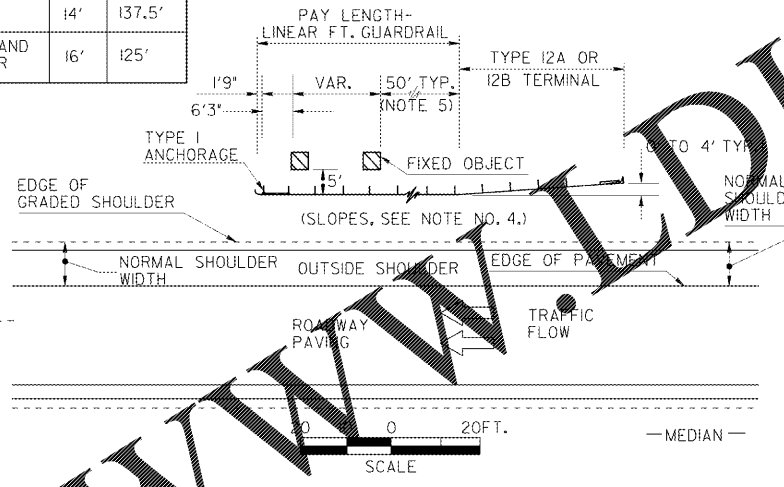 14' 137.5'
AND
R 16' 125'
PAY LENGTH-
LINEAR FT. GUARDRAIL
TYPE 12A OR
12B TERMINAL
1'9"
VAR.
50' TYP.
(NOTE 5)
6'3"
TYPE I
ANCHORAGE
FIXED OBJECT
5'
TO 4' TYP.
EDGE OF
GRADED SHOULDER
(SLOPES, SEE NOTE NO. 4.)
NORMAL
SHOULD
WIDTH
NORMAL SHOULDER
WIDTH
OUTSIDE SHOULDER
EDGE OF PAVEMENT
ROADWAY
PAVING
TRAFFIC
FLOW
20 0 20FT.
SCALE
MEDIAN
WWW.LD